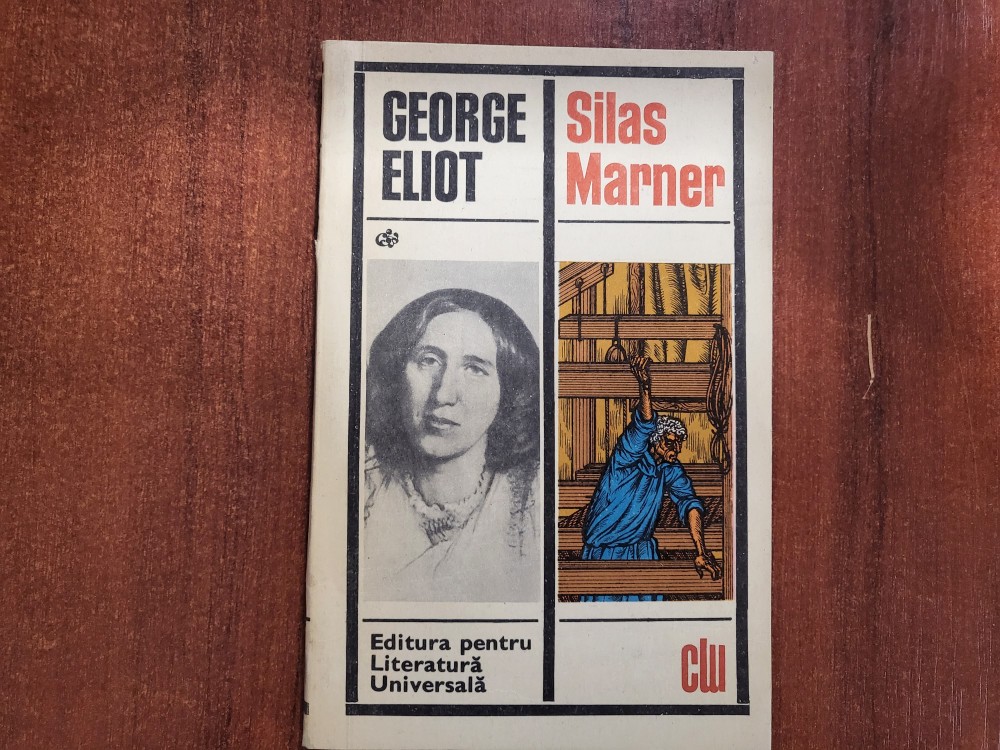 GEORGE
ELIOT
Silas
Marner
Editura pentru
Literatură
Universală
clu